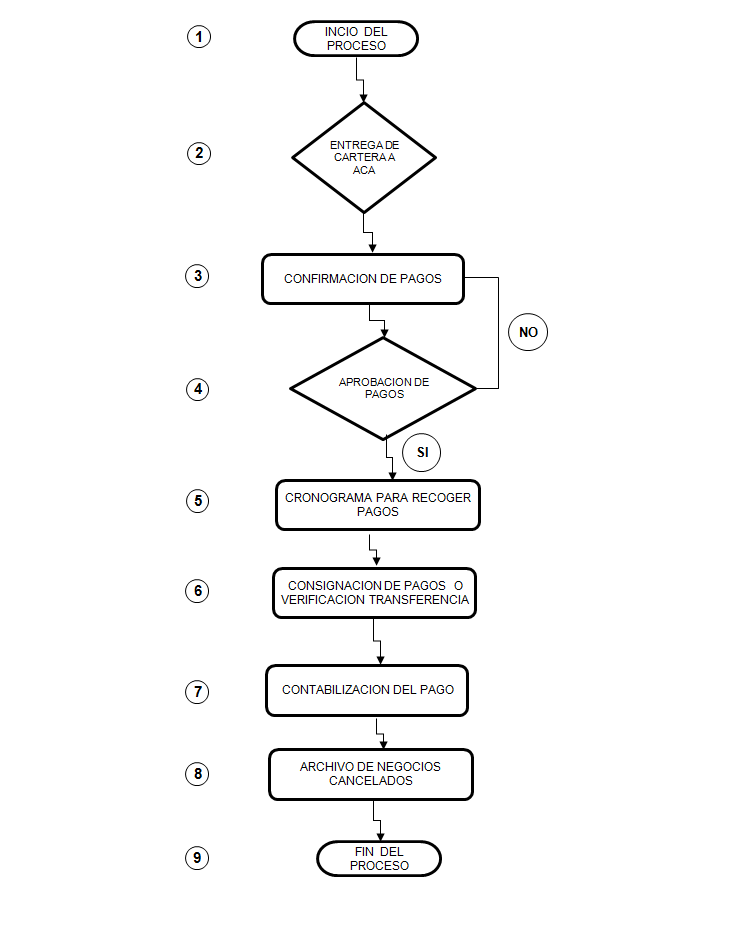 1
INCIO DEL
PROCESO
2
ENTREGA DE
CARTERA A
ACA
3
CONFIRMACION DE PAGOS
NO
4
APROBACION DE
PAGOS
SI
5
CRONOGRAMA PARA RECOGER
PAGOS
6
CONSIGNACION DE PAGOS O
VERIFICACION TRANSFERENCIA
7
CONTABILIZACION DEL PAGO
8
ARCHIVO DE NEGOCIOS
CANCELADOS
9
FIN DEL
PROCESO